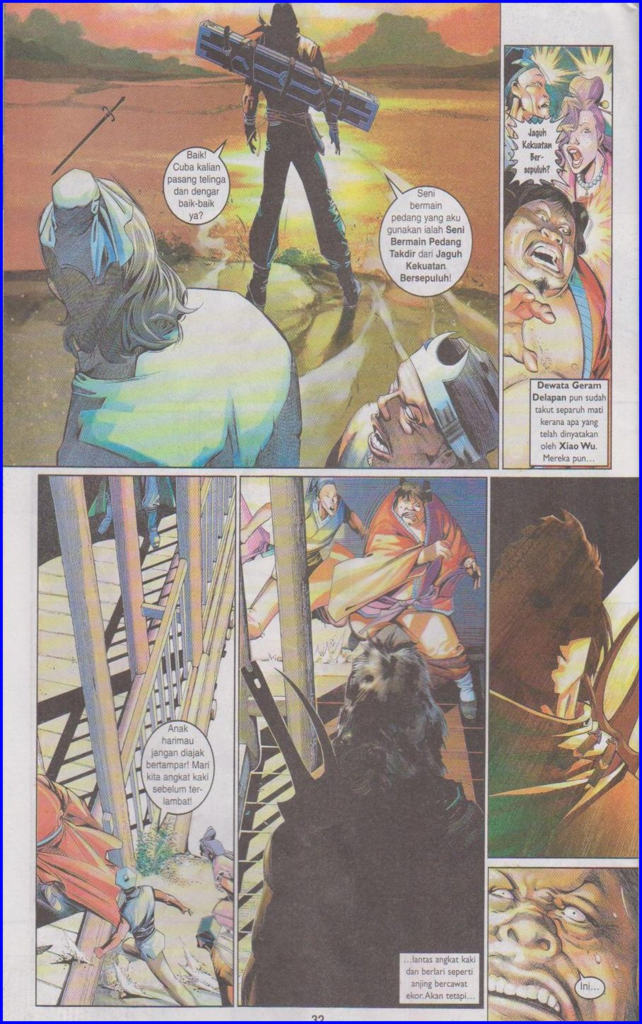 Baik!
Cuba kalian
pasang telinga
dan dengar
baik-baik
ya?
Seni
bermain
pedang yang aku
gunakan ialah Seni
Bermain Pedang
Takdir dari Jaguh
Kekuatan
Bersepuluh!
Jaguh
Kekuatan
Ber-
sepuluh?
Dewata Geram
Delapan pun sudah
takut separuh mati
kerana apa yang
telah dinyatakan
oleh Xiao Wu.
Mereka pun...
Anak
harimau
jangan diajak
bertampar! Mari
kita angkat kaki
sebelum ter-
lambat!
...lantas angkat kaki
dan berlari seperti
anjing bercawat
ekor.Akan tetapi...
Ini...
32